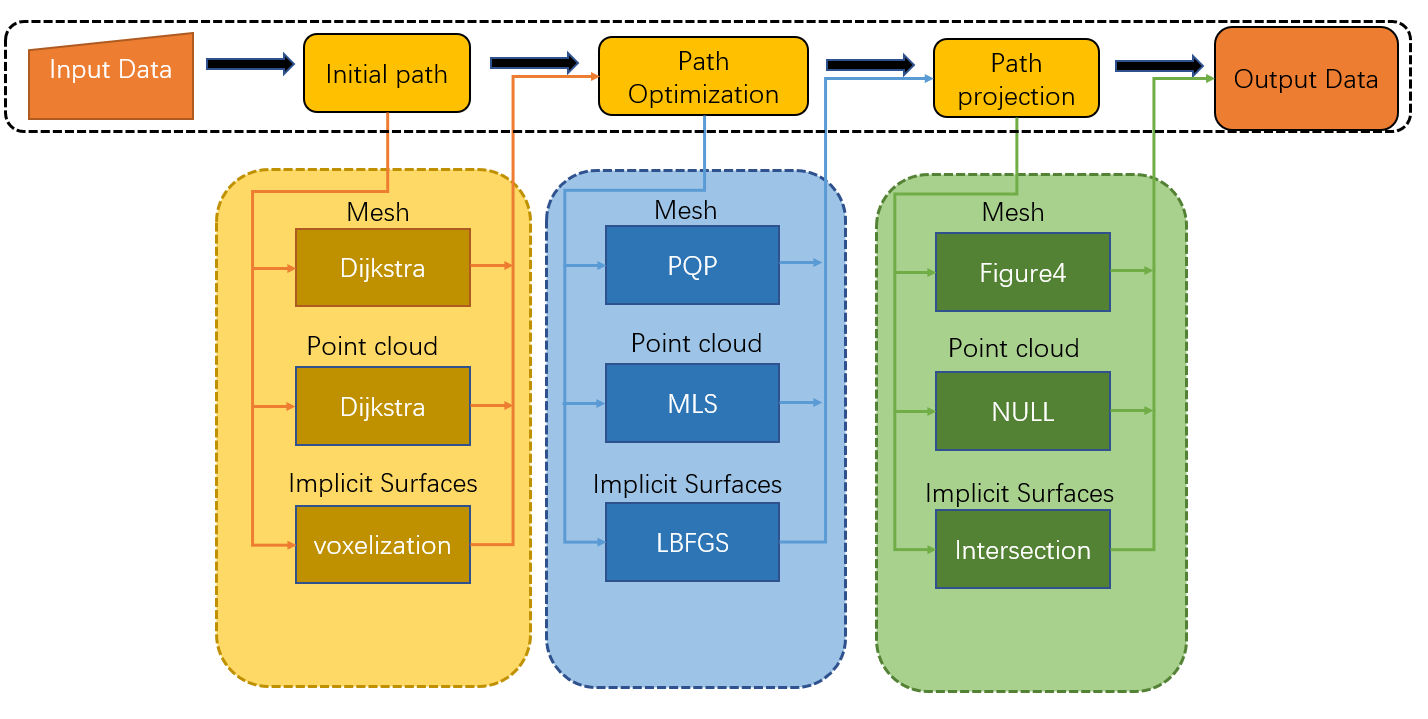 Input Data
Initial path
Path
Optimization
Path
projection
Output Data
Mesh
Dijkstra
Point cloud
Dijkstra
Implicit Surfaces
voxelization
Mesh
PQP
Point cloud
MLS
Implicit Surfaces
LBFGS
Mesh
Figure4
Point cloud
NULL
Implicit Surfaces
Intersection